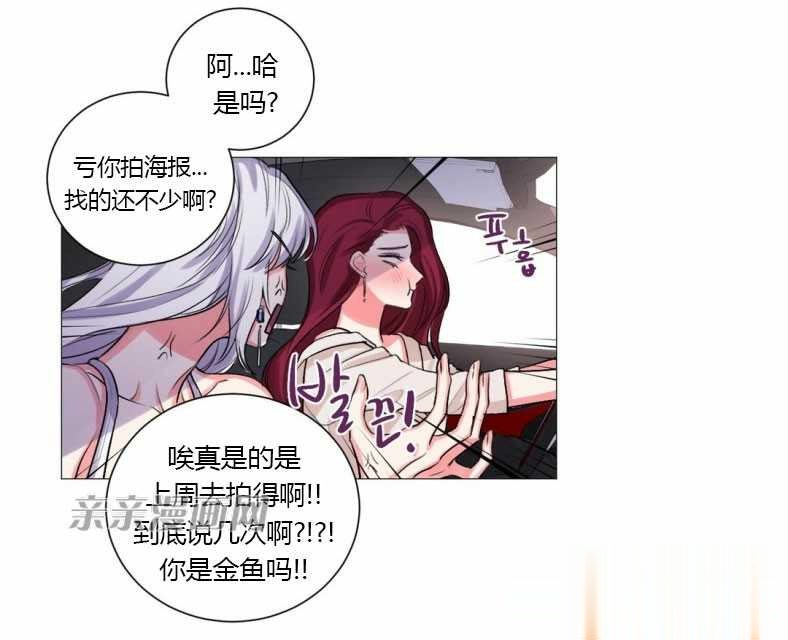 阿...哈
是吗?
亏你拍海报...
找的还不少啊?
푸
흡
발
끈!
唉真是的是
上周去拍得啊!!
到底说几次啊?!?!
你是金鱼吗!!
亲亲漫画网